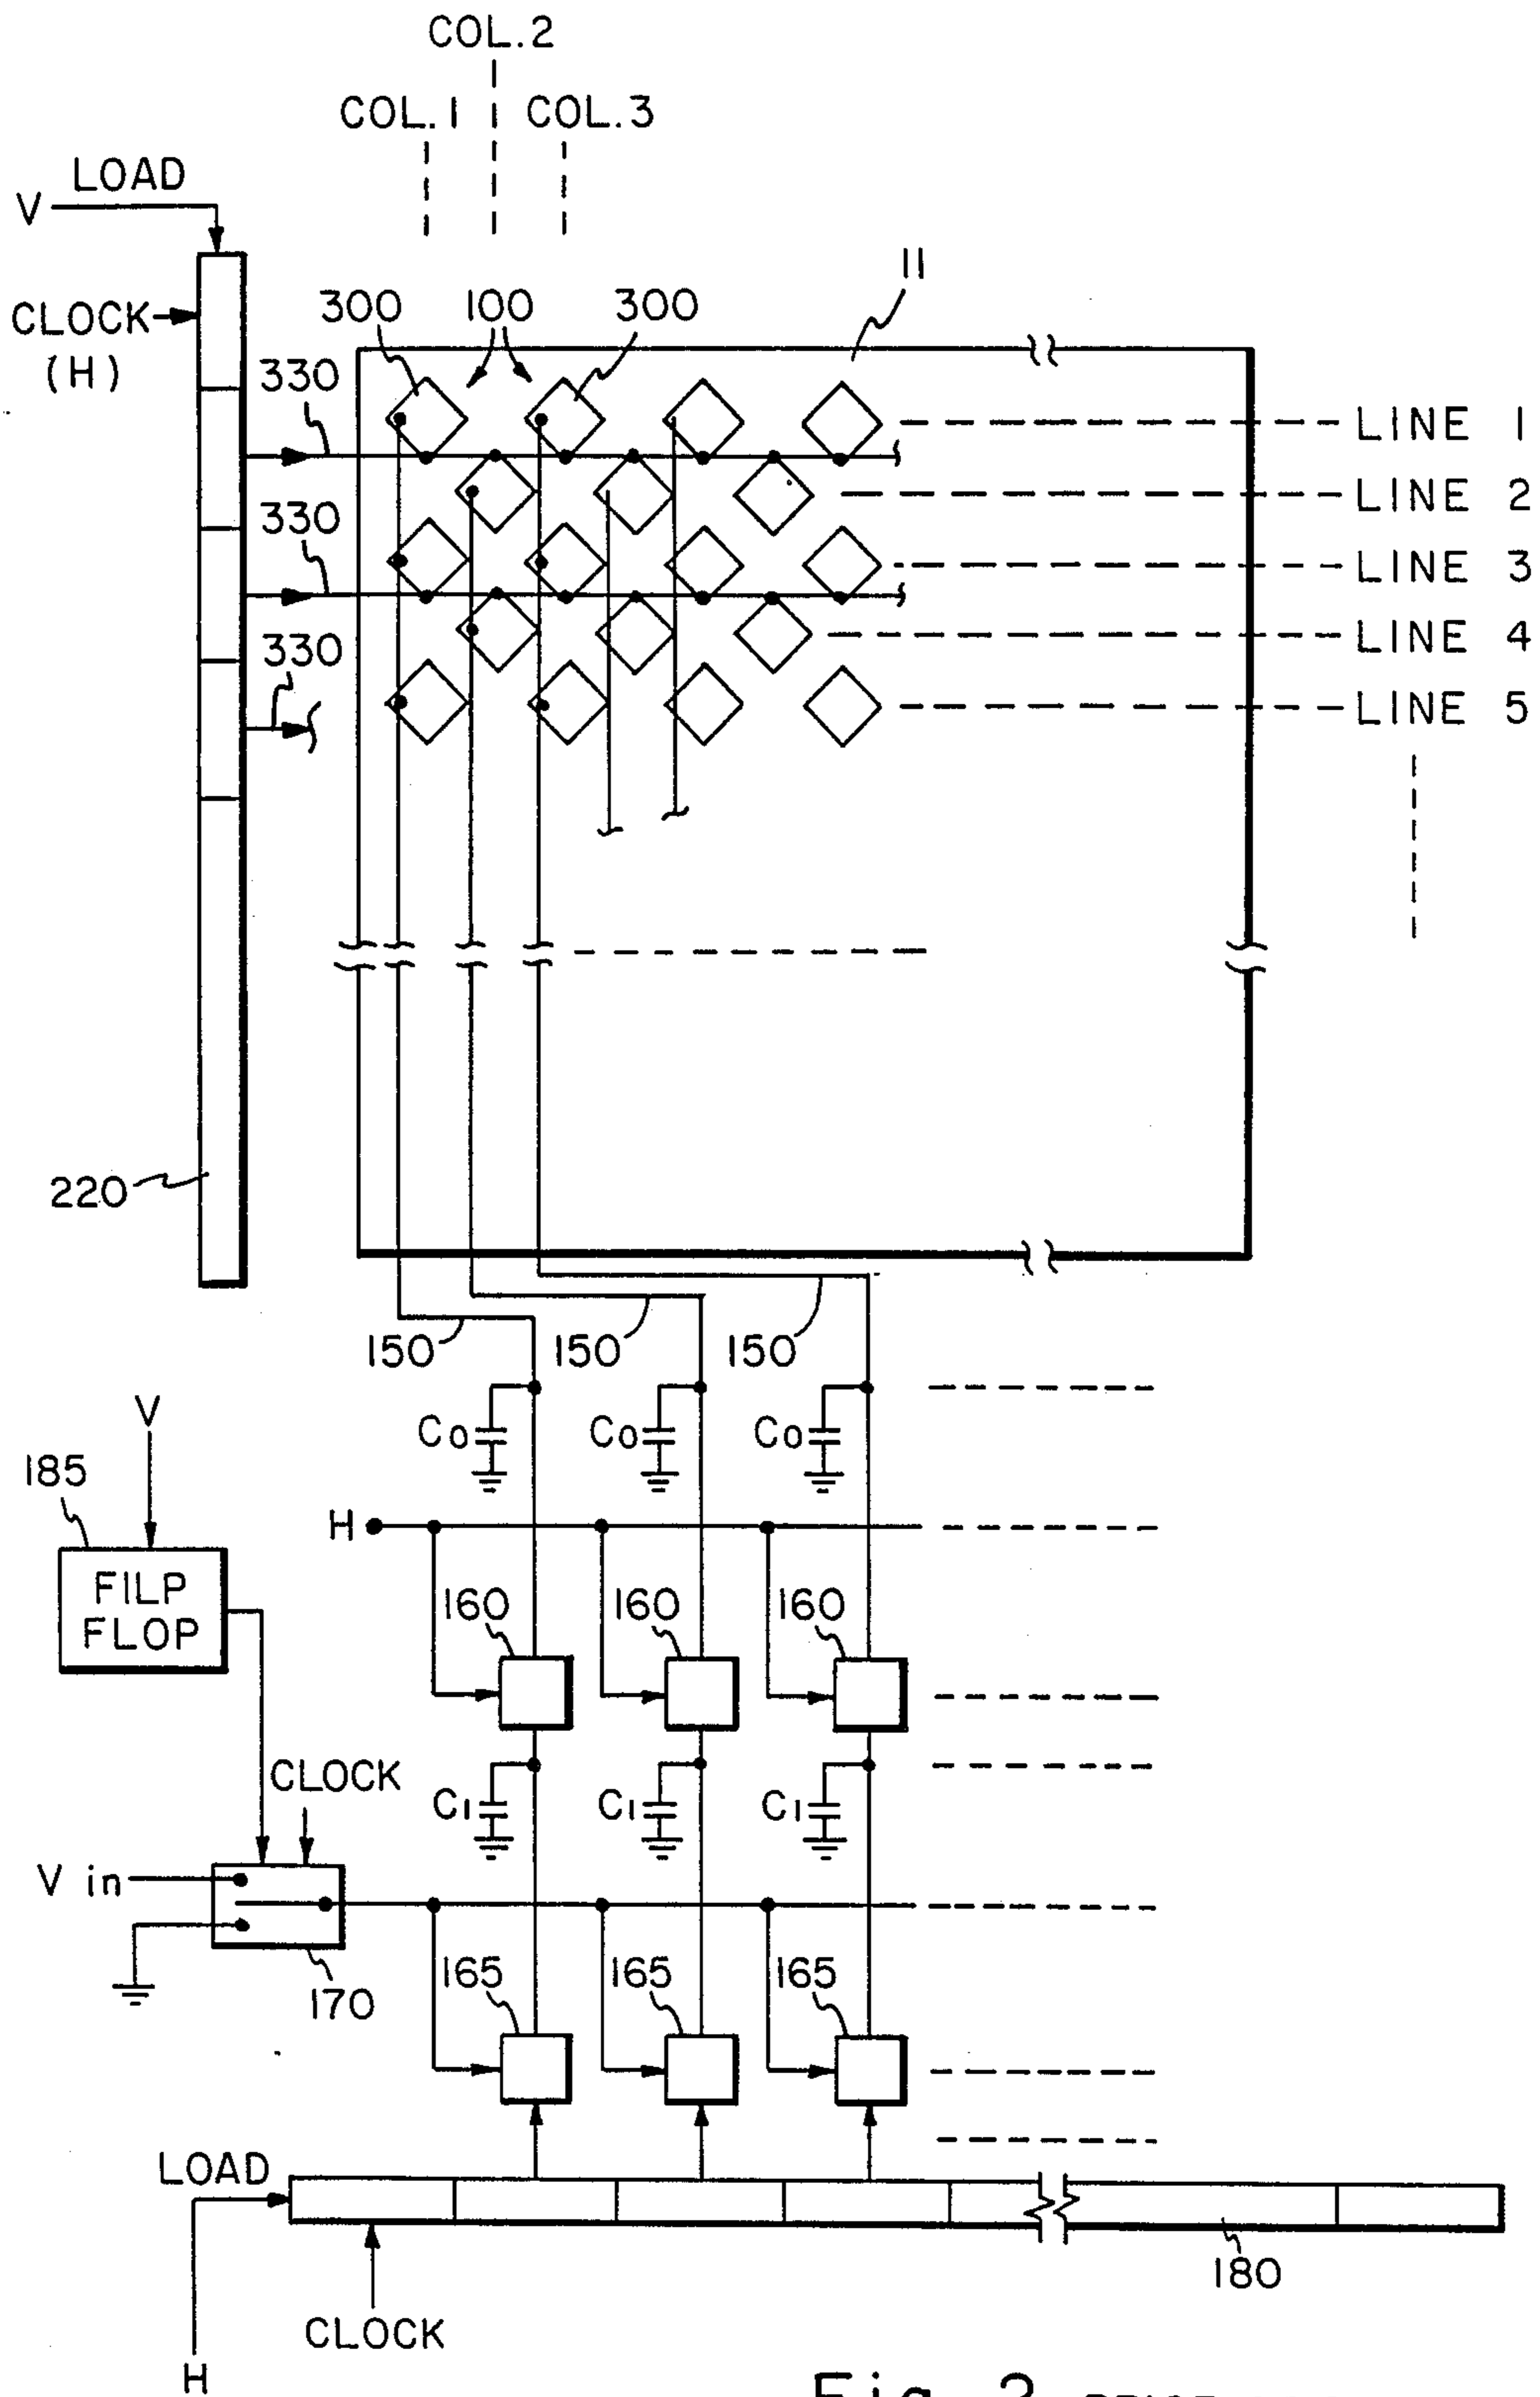 COL.2
COL.1 COL.3
LOAD
V
11
300 100 300
CLOCK
(H)
330
LINE 1
LINE 2
330
LINE 3
LINE 4
330
LINE 5
220
150 150 150
V
Co Co Co
185
H
FILP
FLOP
160 160 160
CLOCK
C1 C1 C1
V in
165 165 165
170
LOAD
180
CLOCK
H
Fig. 2